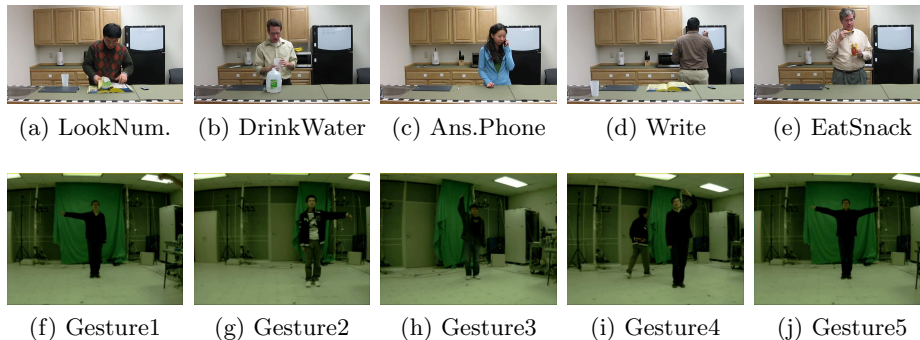 (a) LookNum.
(b) DrinkWater
(c) Ans.Phone
(d) Write
(e) EatSnack
(f) Gesture1
(g) Gesture2
(h) Gesture3
(i) Gesture4
(j) Gesture5